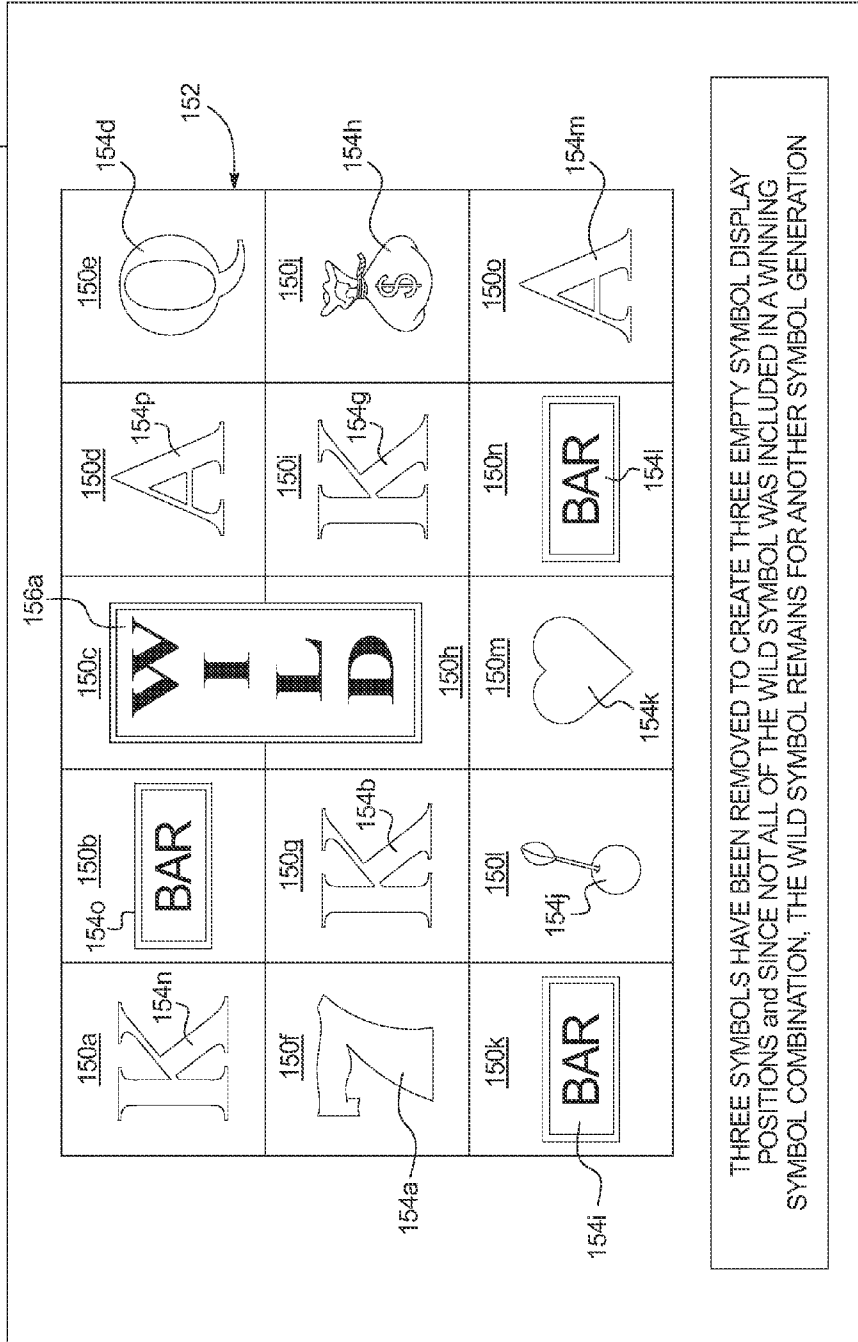 156a
154d
150a
154o
150b
150c
150d
150e
K
154n
BAR
W
I
L
D
A
154p
Q
152
150f
150g
150h
150i
150j
7
K
154b
K
154g
$
154h
154a
150k
150l
150m
150n
150o
BAR
154j
154k
BAR
A
154m
154i
154l
THREE SYMBOLS HAVE BEEN REMOVED TO CREATE THREE EMPTY SYMBOL DISPLAY
POSITIONS and SINCE NOT ALL OF THE WILD SYMBOL WAS INCLUDED IN A WINNING
SYMBOL COMBINATION, THE WILD SYMBOL REMAINS FOR ANOTHER SYMBOL GENERATION